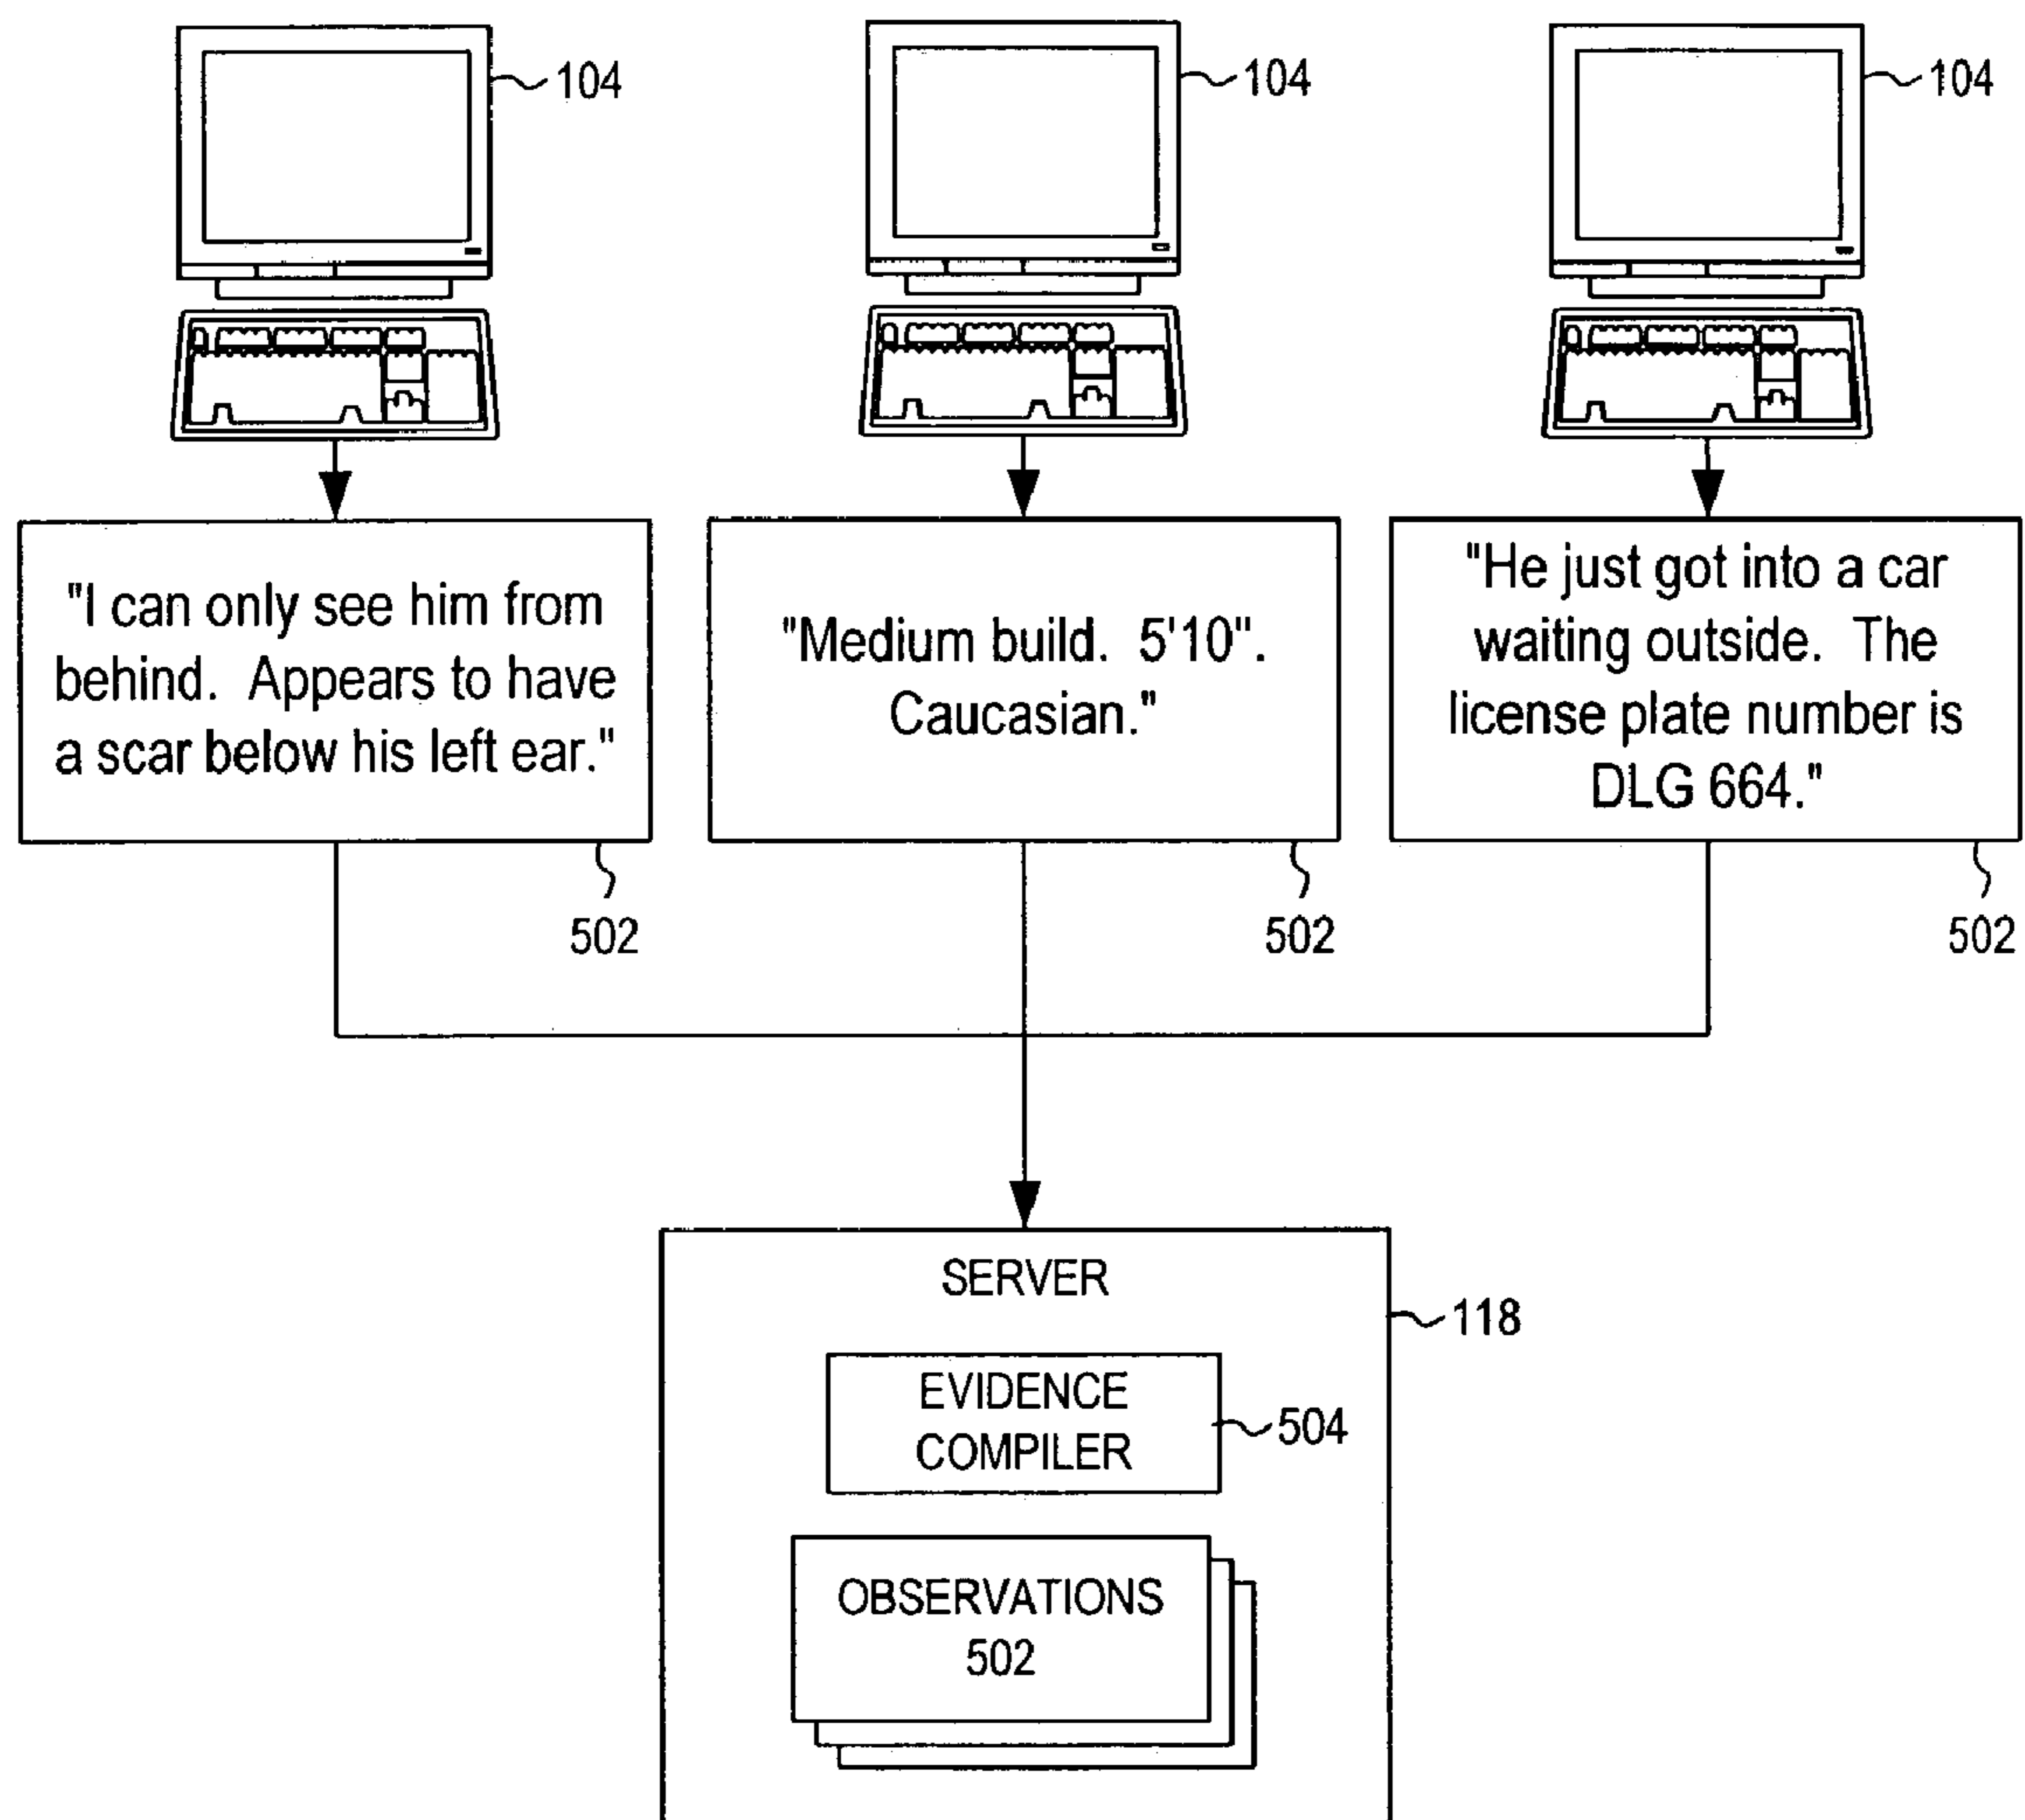 104
104
104
"I can only see him from
behind. Appears to have
a scar below his left ear."
"Medium build. 5'10".
Caucasian."
"He just got into a car
waiting outside. The
license plate number is
DLG 664."
502
502
502
SERVER
118
EVIDENCE
COMPILER
504
OBSERVATIONS
502